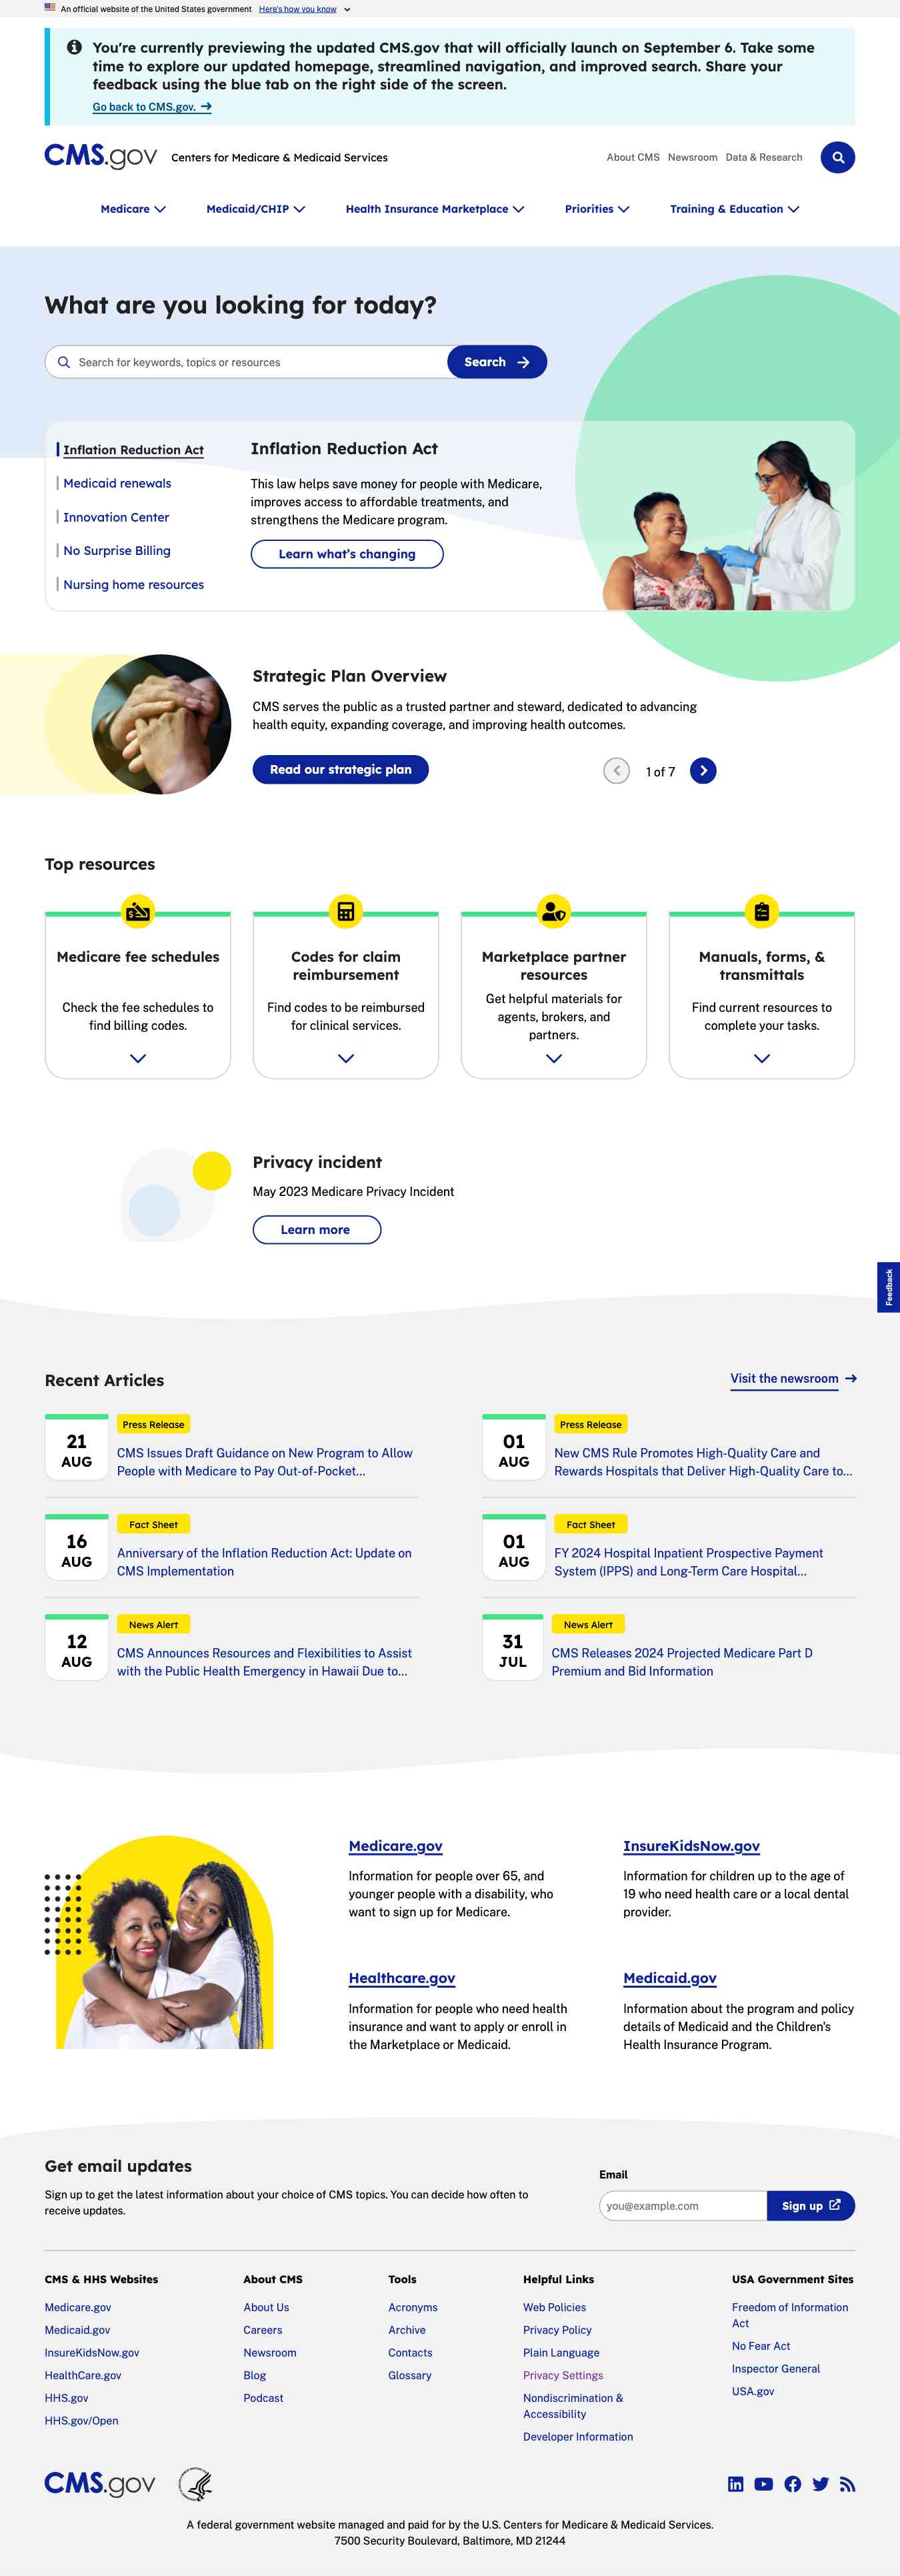 An official website of the United States government Here's how you know
You're currently previewing the updated CMS.gov that will officially launch on September 6. Take some
time to explore our updated homepage, streamlined navigation, and improved search. Share your
feedback using the blue tab on the right side of the screen.
Go back to CMS.gov.
CMS.gov Centers for Medicare & Medicaid Services
About CMS Newsroom Data & Research
Medicare Medicaid/CHIP Health Insurance Marketplace Priorities Training & Education
What are you looking for today?
Search for keywords, topics or resources
Search
Inflation Reduction Act
Medicaid renewals
Innovation Center
No Surprise Billing
Nursing home resources
Inflation Reduction Act
This law helps save money for people with Medicare,
improves access to affordable treatments, and
strengthens the Medicare program.
Learn what's changing
Strategic Plan Overview
CMS serves the public as a trusted partner and steward, dedicated to advancing
health equity, expanding coverage, and improving health outcomes.
Read our strategic plan
1 of 7
Top resources
Medicare fee schedules
Check the fee schedules to
find billing codes.
Codes for claim
reimbursement
Find codes to be reimbursed
for clinical services.
Marketplace partner
resources
Get helpful materials for
agents, brokers, and
partners.
Manuals, forms, &
transmittals
Find current resources to
complete your tasks.
Privacy incident
May 2023 Medicare Privacy Incident
Learn more
Feedback
Recent Articles
Visit the newsroom
21
AUG
Press Release
CMS Issues Draft Guidance on New Program to Allow
People with Medicare to Pay Out-of-Pocket...
01
AUG
Press Release
New CMS Rule Promotes High-Quality Care and
Rewards Hospitals that Deliver High-Quality Care to...
16
AUG
Fact Sheet
Anniversary of the Inflation Reduction Act: Update on
CMS Implementation
01
AUG
Fact Sheet
FY 2024 Hospital Inpatient Prospective Payment
System (IPPS) and Long-Term Care Hospital...
12
AUG
News Alert
CMS Announces Resources and Flexibilities to Assist
with the Public Health Emergency in Hawaii Due to...
31
JUL
News Alert
CMS Releases 2024 Projected Medicare Part D
Premium and Bid Information
Medicare.gov
Information for people over 65, and
younger people with a disability, who
want to sign up for Medicare.
InsureKidsNow.gov
Information for children up to the age of
19 who need health care or a local dental
provider.
Healthcare.gov
Information for people who need health
insurance and want to apply or enroll in
the Marketplace or Medicaid.
Medicaid.gov
Information about the program and policy
details of Medicaid and the Children's
Health Insurance Program.
Get email updates
Sign up to get the latest information about your choice of CMS topics. You can decide how often to
receive updates.
Email
you@example.com
Sign up
CMS & HHS Websites
Medicare.gov
Medicaid.gov
InsureKidsNow.gov
HealthCare.gov
HHS.gov
HHS.gov/Open
About CMS
About Us
Careers
Newsroom
Blog
Podcast
Tools
Acronyms
Archive
Contacts
Glossary
Helpful Links
Web Policies
Privacy Policy
Plain Language
Privacy Settings
Nondiscrimination &
Accessibility
Developer Information
USA Government Sites
Freedom of Information
Act
No Fear Act
Inspector General
USA.gov
CMS.gov
A federal government website managed and paid for by the U.S. Centers for Medicare & Medicaid Services.
7500 Security Boulevard, Baltimore, MD 21244